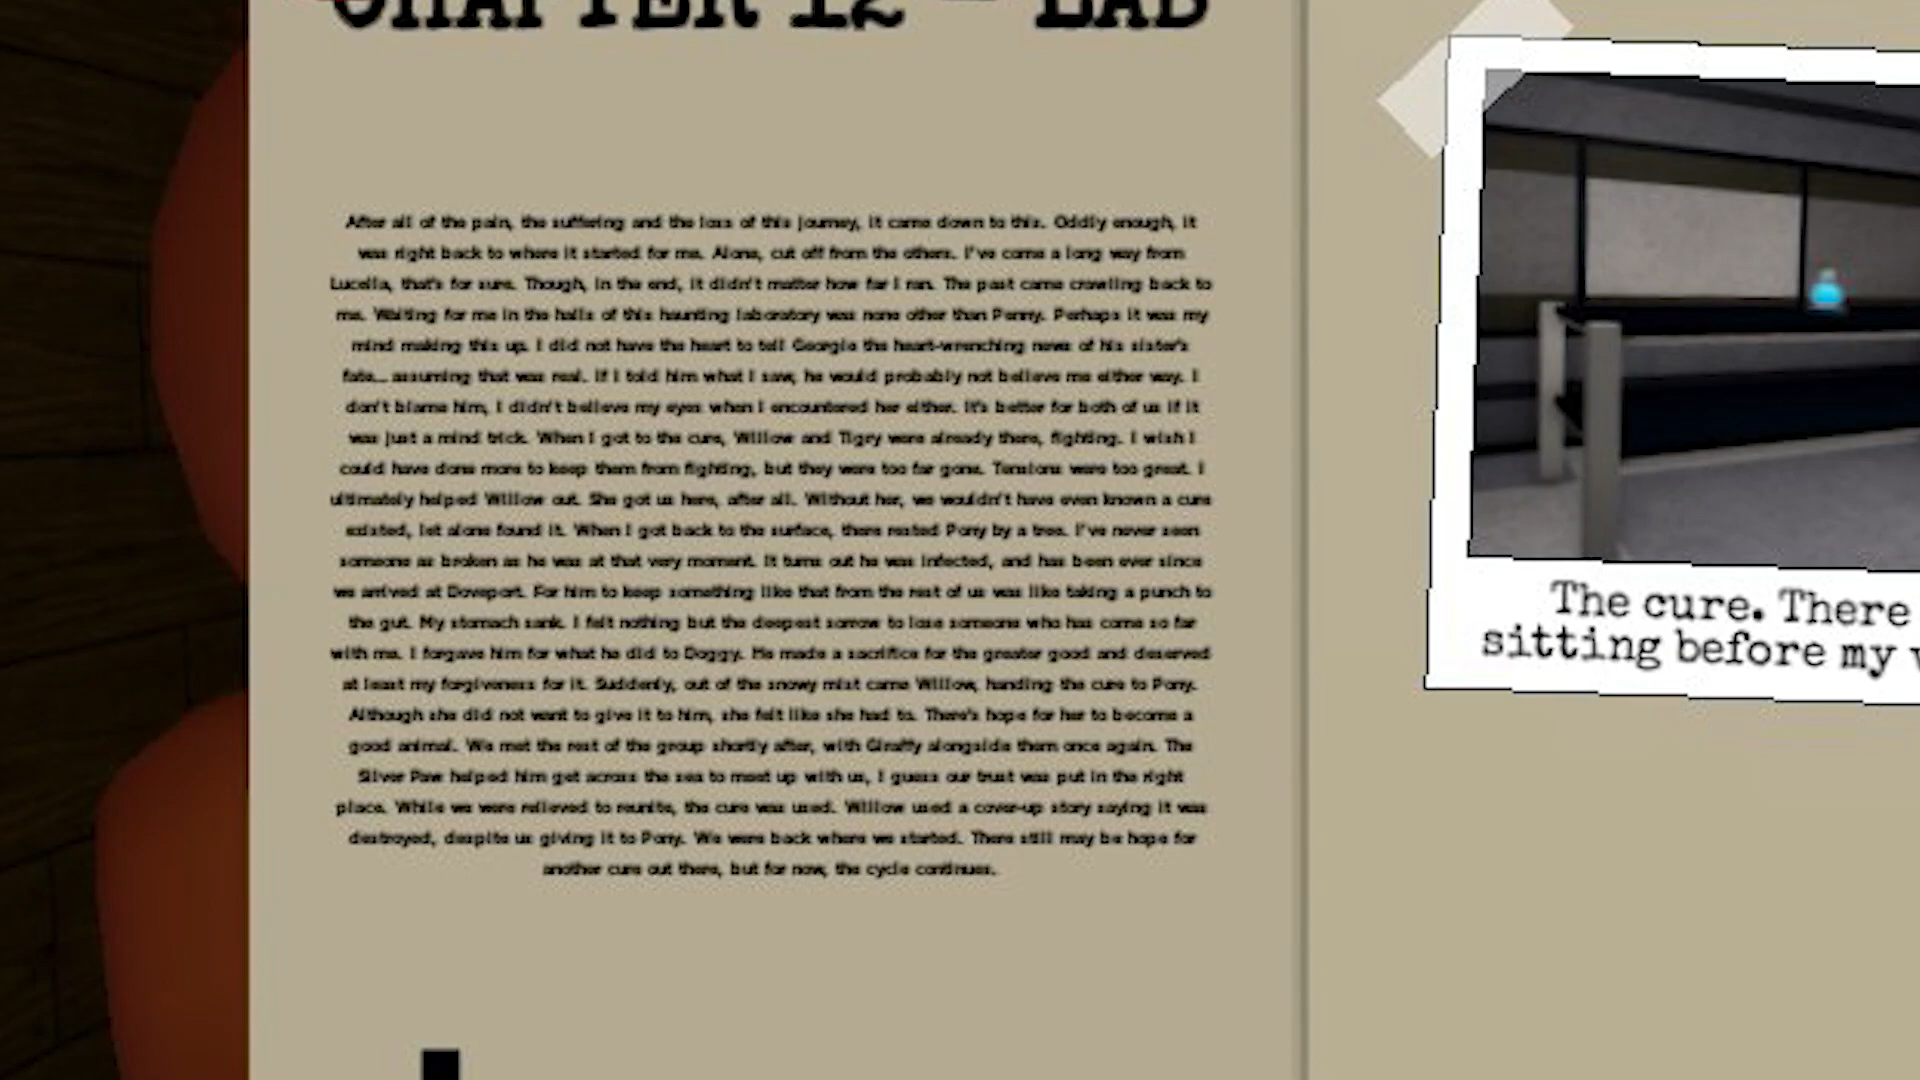 CHAPTER 12 - LAB
After all of the pain, the suffering and the loss of this journey, it came down to this. Oddly enough, it
was right back to where it started for me. Alone, cut off from the others. I've come a long way from
Lucella, that's for sure. Though, in the end, it didn't matter how far I ran. The past came crawling back to
me. Waiting for me in the halls of this haunting laboratory was none other than Penny. Perhaps it was my
mind making this up. I did not have the heart to tell Georgie the heart-wrenching news of his sister's
fate... assuming that was real. If I told him what I saw, he would probably not believe me either way. I
don't blame him, I didn't believe my eyes when I encountered her either. It's better for both of us if it
was just a mind trick. When I got to the cure, Willow and Tigry were already there, fighting. I wish I
could have done more to keep them from fighting, but they were too far gone. Tensions were too great. I
ultimately helped Willow out. She got us here, after all. Without her, we wouldn't have even known a cure
existed, let alone found it. When I got back to the surface, there rested Pony by a tree. I've never seen
someone as broken as he was at that very moment. It turns out he was infected, and has been ever since
we arrived at Doveport. For him to keep something like that from the rest of us was like taking a punch to
the gut. My stomach sank. I felt nothing but the deepest sorrow to lose someone who has come so far
with me. I forgave him for what he did to Doggy. He made a sacrifice for the greater good and deserved
at least my forgiveness for it. Suddenly, out of the snowy mist came Willow, handing the cure to Pony.
Although she did not want to give it to him, she felt like she had to. There's hope for her to become a
good animal. We met the rest of the group shortly after, with Giraffy alongside them once again. The
Silver Paw helped him get across the sea to meet up with us, I guess our trust was put in the right
place. While we were relieved to reunite, the cure was used. Willow used a cover-up story saying it was
destroyed, despite us giving it to Pony. We were back where we started. There still may be hope for
another cure out there, but for now, the cycle continues.
The cure. There
sitting before my